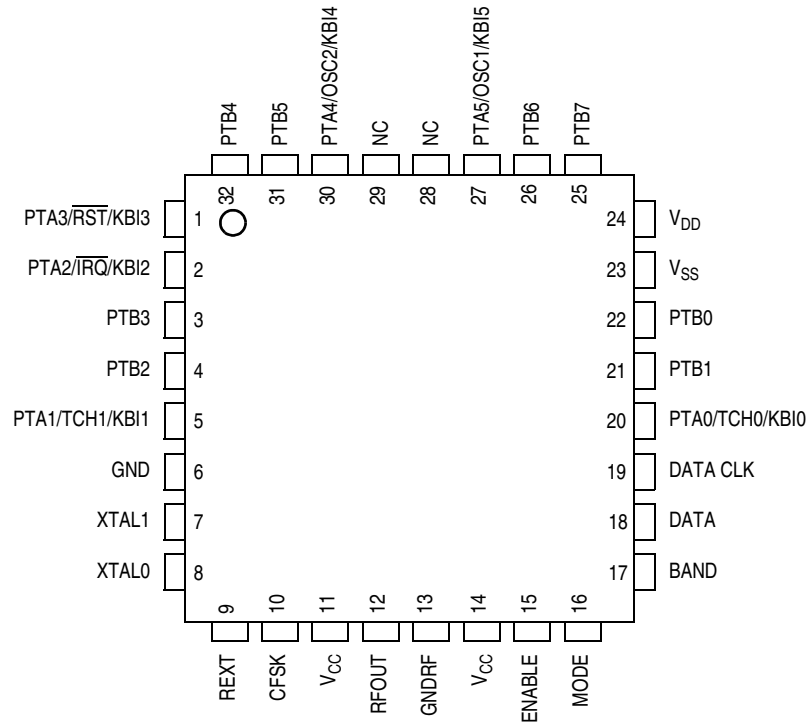 PTB4
PTB5
PTA4/OSC2/KBI4
NC
NC
PTA5/OSC1/KBI5
PTB6
PTB7
32
31
30
29
28
27
26
25
PTA3/R̅S̅T̅/KBI3 1
24 VDD
PTA2/I̅R̅Q̅/KBI2 2
23 VSS
PTB3 3
22 PTB0
PTB2 4
21 PTB1
PTA1/TCH1/KBI1 5
20 PTA0/TCH0/KBI0
GND 6
19 DATA CLK
XTAL1 7
18 DATA
XTAL0 8
17 BAND
9
10
11
12
13
14
15
16
REXT
CFSK
VCC
RFOUT
GNDRF
VCC
ENABLE
MODE